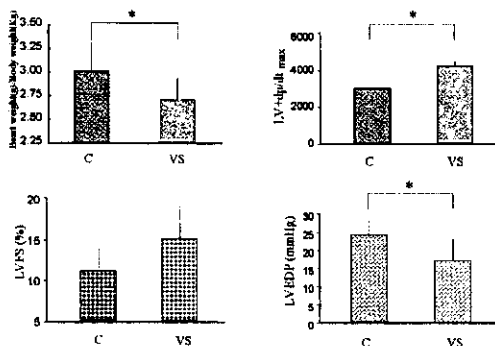 Heart weight(g)/Body weight(Kg)
3.50
3.25
3.00
2.75
2.50
2.25
*
C
VS
LV+dp/dt max
6000
4000
2000
0
*
C
VS
LVFS (%)
20
15
10
5
C
VS
LVEDP (mmHg)
30
25
20
15
10
5
0
*
C
VS